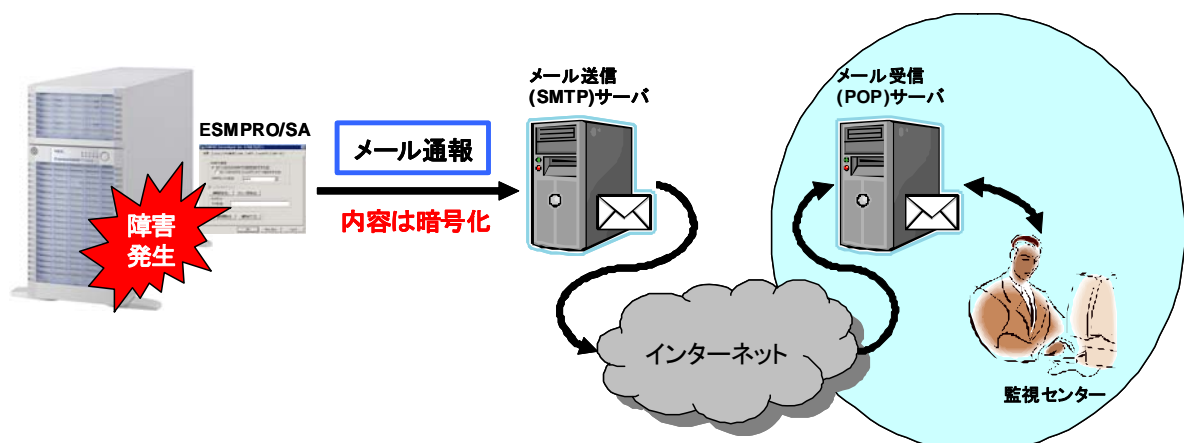 メール送信
(SMTP)サーバ
メール受信
(POP)サーバ
ESMPRO/SA
メール通報
内容は暗号化
障害
発生
インターネット
監視センター